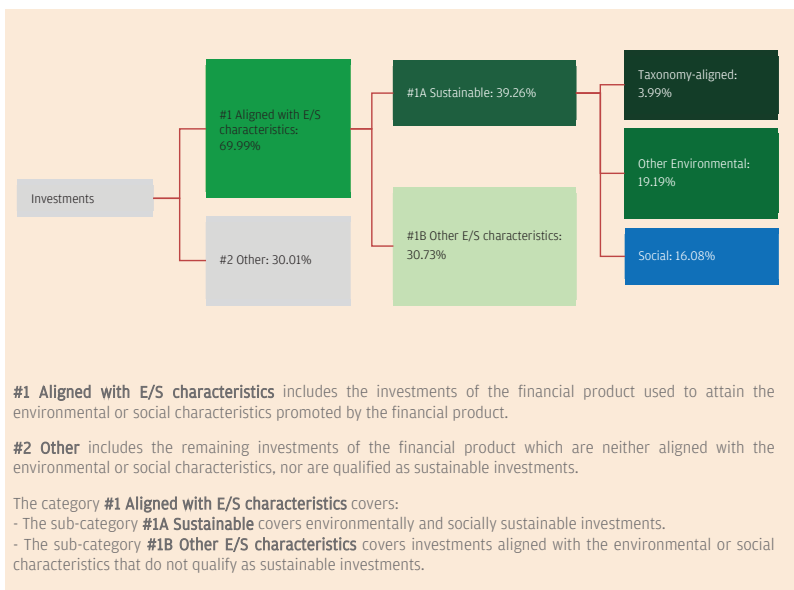 Investments
#1 Aligned with E/S
characteristics:
69.99%
#2 Other: 30.01%
#1A Sustainable: 39.26%
#1B Other E/S characteristics:
30.73%
Taxonomy-aligned:
3.99%
Other Environmental:
19.19%
Social: 16.08%
#1 Aligned with E/S characteristics includes the investments of the financial product used to attain the
environmental or social characteristics promoted by the financial product.
#2 Other includes the remaining investments of the financial product which are neither aligned with the
environmental or social characteristics, nor are qualified as sustainable investments.
The category #1 Aligned with E/S characteristics covers:
- The sub-category #1A Sustainable covers environmentally and socially sustainable investments.
- The sub-category #1B Other E/S characteristics covers investments aligned with the environmental or social
characteristics that do not qualify as sustainable investments.